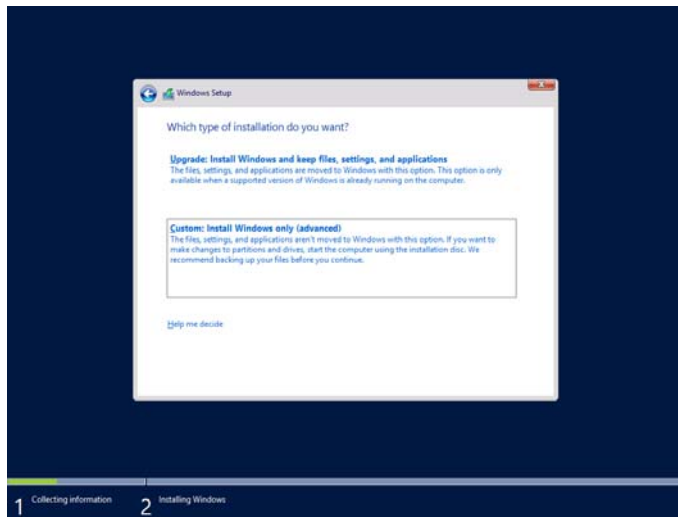 Windows Setup
Which type of installation do you want?
Upgrade: Install Windows and keep files, settings, and applications
The files, settings, and applications are moved to Windows with this option. This option is only
available when a supported version of Windows is already running on the computer.
Custom: Install Windows only (advanced)
The files, settings, and applications aren't moved to Windows with this option. If you want to
make changes to partitions and drives, start the computer using the installation disc. We
recommend backing up your files before you continue.
Help me decide
1 Collecting information 2 Installing Windows